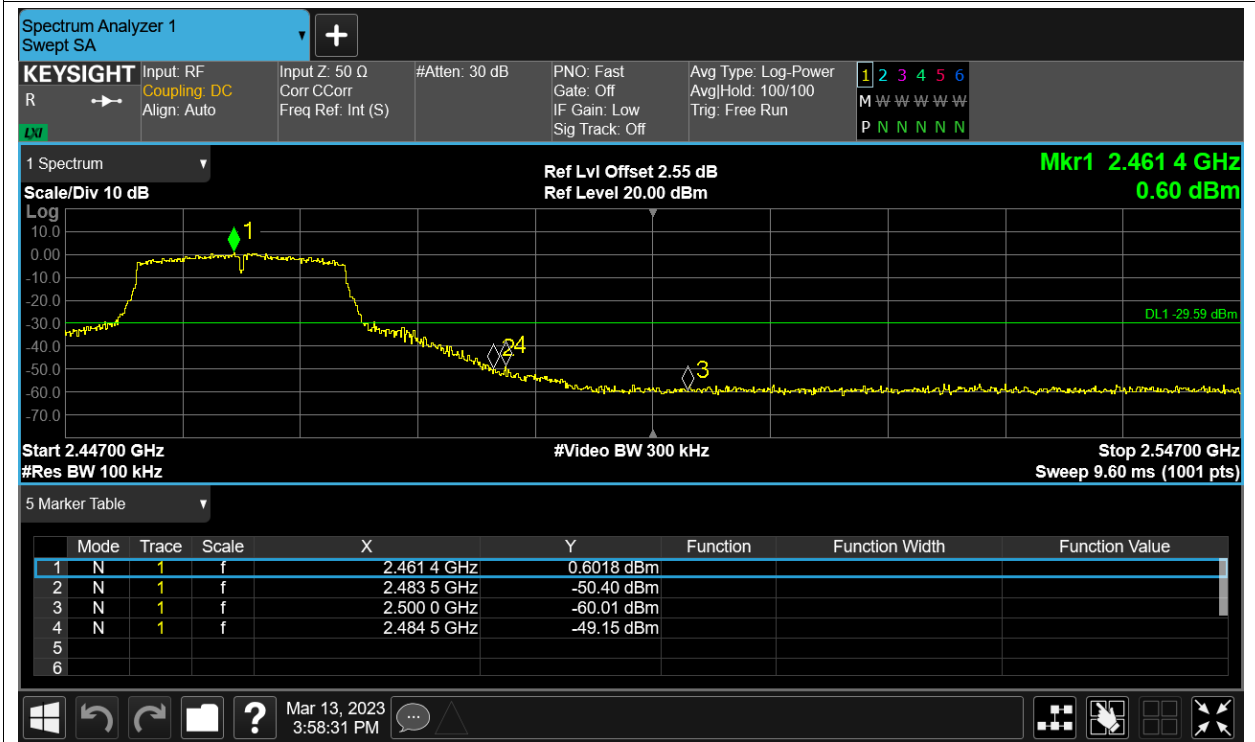 Spectrum Analyzer 1
Swept SA
KEYSIGHT
R
LXI
Input: RF
Coupling: DC
Align: Auto
Input Z: 50 Ω
Corr CCorr
Freq Ref: Int (S)
#Atten: 30 dB
PNO: Fast
Gate: Off
IF Gain: Low
Sig Track: Off
Avg Type: Log-Power
Avg|Hold: 100/100
Trig: Free Run
1 2 3 4 5 6
M W W W W W
P N N N N N
1 Spectrum
Scale/Div 10 dB
Ref Lvl Offset 2.55 dB
Ref Level 20.00 dBm
Mkr1 2.461 4 GHz
0.60 dBm
Log
10.0
0.00
-10.0
-20.0
-30.0
-40.0
-50.0
-60.0
-70.0
1
24
3
DL1 -29.59 dBm
Start 2.44700 GHz
#Res BW 100 kHz
#Video BW 300 kHz
Stop 2.54700 GHz
Sweep 9.60 ms (1001 pts)
5 Marker Table
Mode Trace Scale X Y Function Function Width Function Value
1 N 1 f 2.461 4 GHz 0.6018 dBm
2 N 1 f 2.483 5 GHz -50.40 dBm
3 N 1 f 2.500 0 GHz -60.01 dBm
4 N 1 f 2.484 5 GHz -49.15 dBm
5
6
?
Mar 13, 2023
3:58:31 PM